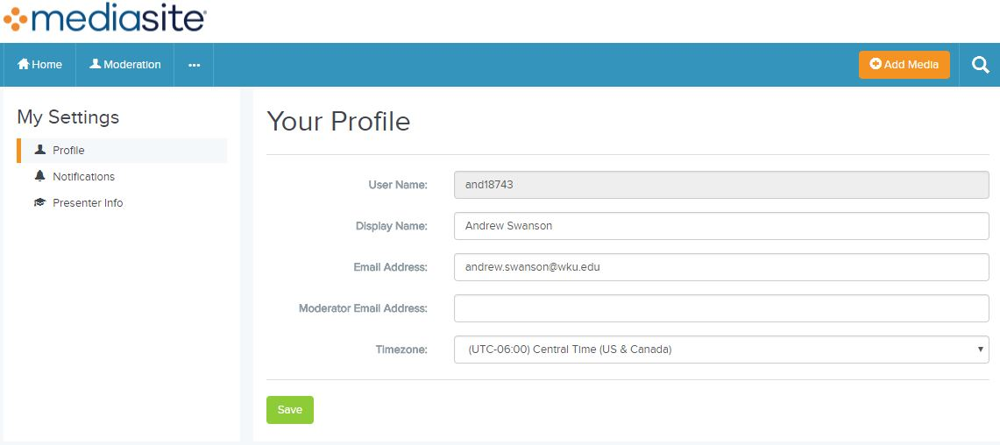 mediasite
Home Moderation ... Add Media
My Settings
Profile
Notifications
Presenter Info
Your Profile
User Name: and18743
Display Name: Andrew Swanson
Email Address: andrew.swanson@wku.edu
Moderator Email Address:
Timezone: (UTC-06:00) Central Time (US & Canada)
Save